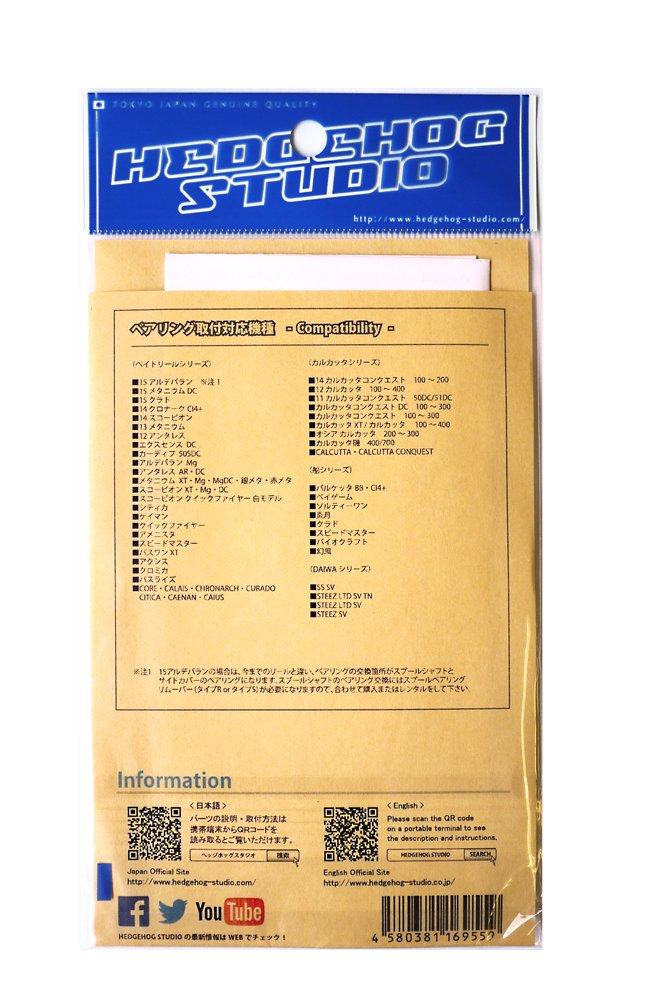 TOKYO JAPAN GENUINE QUALITY
HEDGEHOG
STUDIO
http://www.hedgehog-studio.com/
ベアリング取付対応機種 - Compatibility -
(ベイトリールシリーズ)
■15 アルデバラン ※注1
■15 メタニウム DC
■15 クラド
■14 クロナーク CI4+
■14 スコーピオン
■13 メタニウム
■12 アンタレス
■エクスセンス DC
■カーディフ 50SDC
■アルデバラン Mg
■アンタレス AR・DC
■メタニウム XT・Mg・MgDC・銀メタ・赤メタ
■スコーピオン XT・Mg・DC
■スコーピオン クイックファイヤー 白モデル
■シティカ
■ケイマン
■クイックファイヤー
■アメニスタ
■スピードマスター
■バスワン XT
■アクシス
■クロミカ
■バスライズ
■CORE・CALAIS・CHRONARCH・CURADO
CITICA・CAENAN・CAIUS
(カルカッタシリーズ)
■14 カルカッタコンクエスト 100～200
■12 カルカッタ 100～400
■11 カルカッタコンクエスト 50DC/51DC
■カルカッタコンクエスト DC 100～300
■カルカッタコンクエスト 100～300
■カルカッタ XT/カルカッタ 100～400
■オシア カルカッタ 200～300
■カルカッタ 400/700
■CALCUTTA・CALCUTTA CONQUEST
(船シリーズ)
■バルケッタ BB・CI4+
■ベイゲーム
■ソルティーワン
■炎月
■クラド
■スピードマスター
■バイオクラフト
■幻風
(DAIWA シリーズ)
■SS SV
■STEEZ LTD SV TN
■STEEZ LTD SV
■STEEZ SV
※注1 15アルデバランの場合は、今までのリールと違い、ベアリングの交換箇所がスプールシャフトと
サイドカバーのベアリングになります。スプールシャフトのベアリング交換にはスプールベアリング
リムーバー(タイプR or タイプS)が必要になりますので、合わせて購入またはレンタルをして下さい。
Information
＜日本語＞
パーツの説明・取付方法は
携帯端末からQRコードを
読み取るとご覧いただけます。
ヘッジホッグスタジオ 検索
Japan Official Site
http://www.hedgehog-studio.com/
＜English＞
Please scan the QR code
on a portable terminal to see
the description and instructions.
HEDGEHOG STUDIO SEARCH
English Official Site
http://www.hedgehog-studio.co.jp/
f YouTube
HEDGEHOG STUDIO の最新情報は WEB でチェック！
4 580381 169559